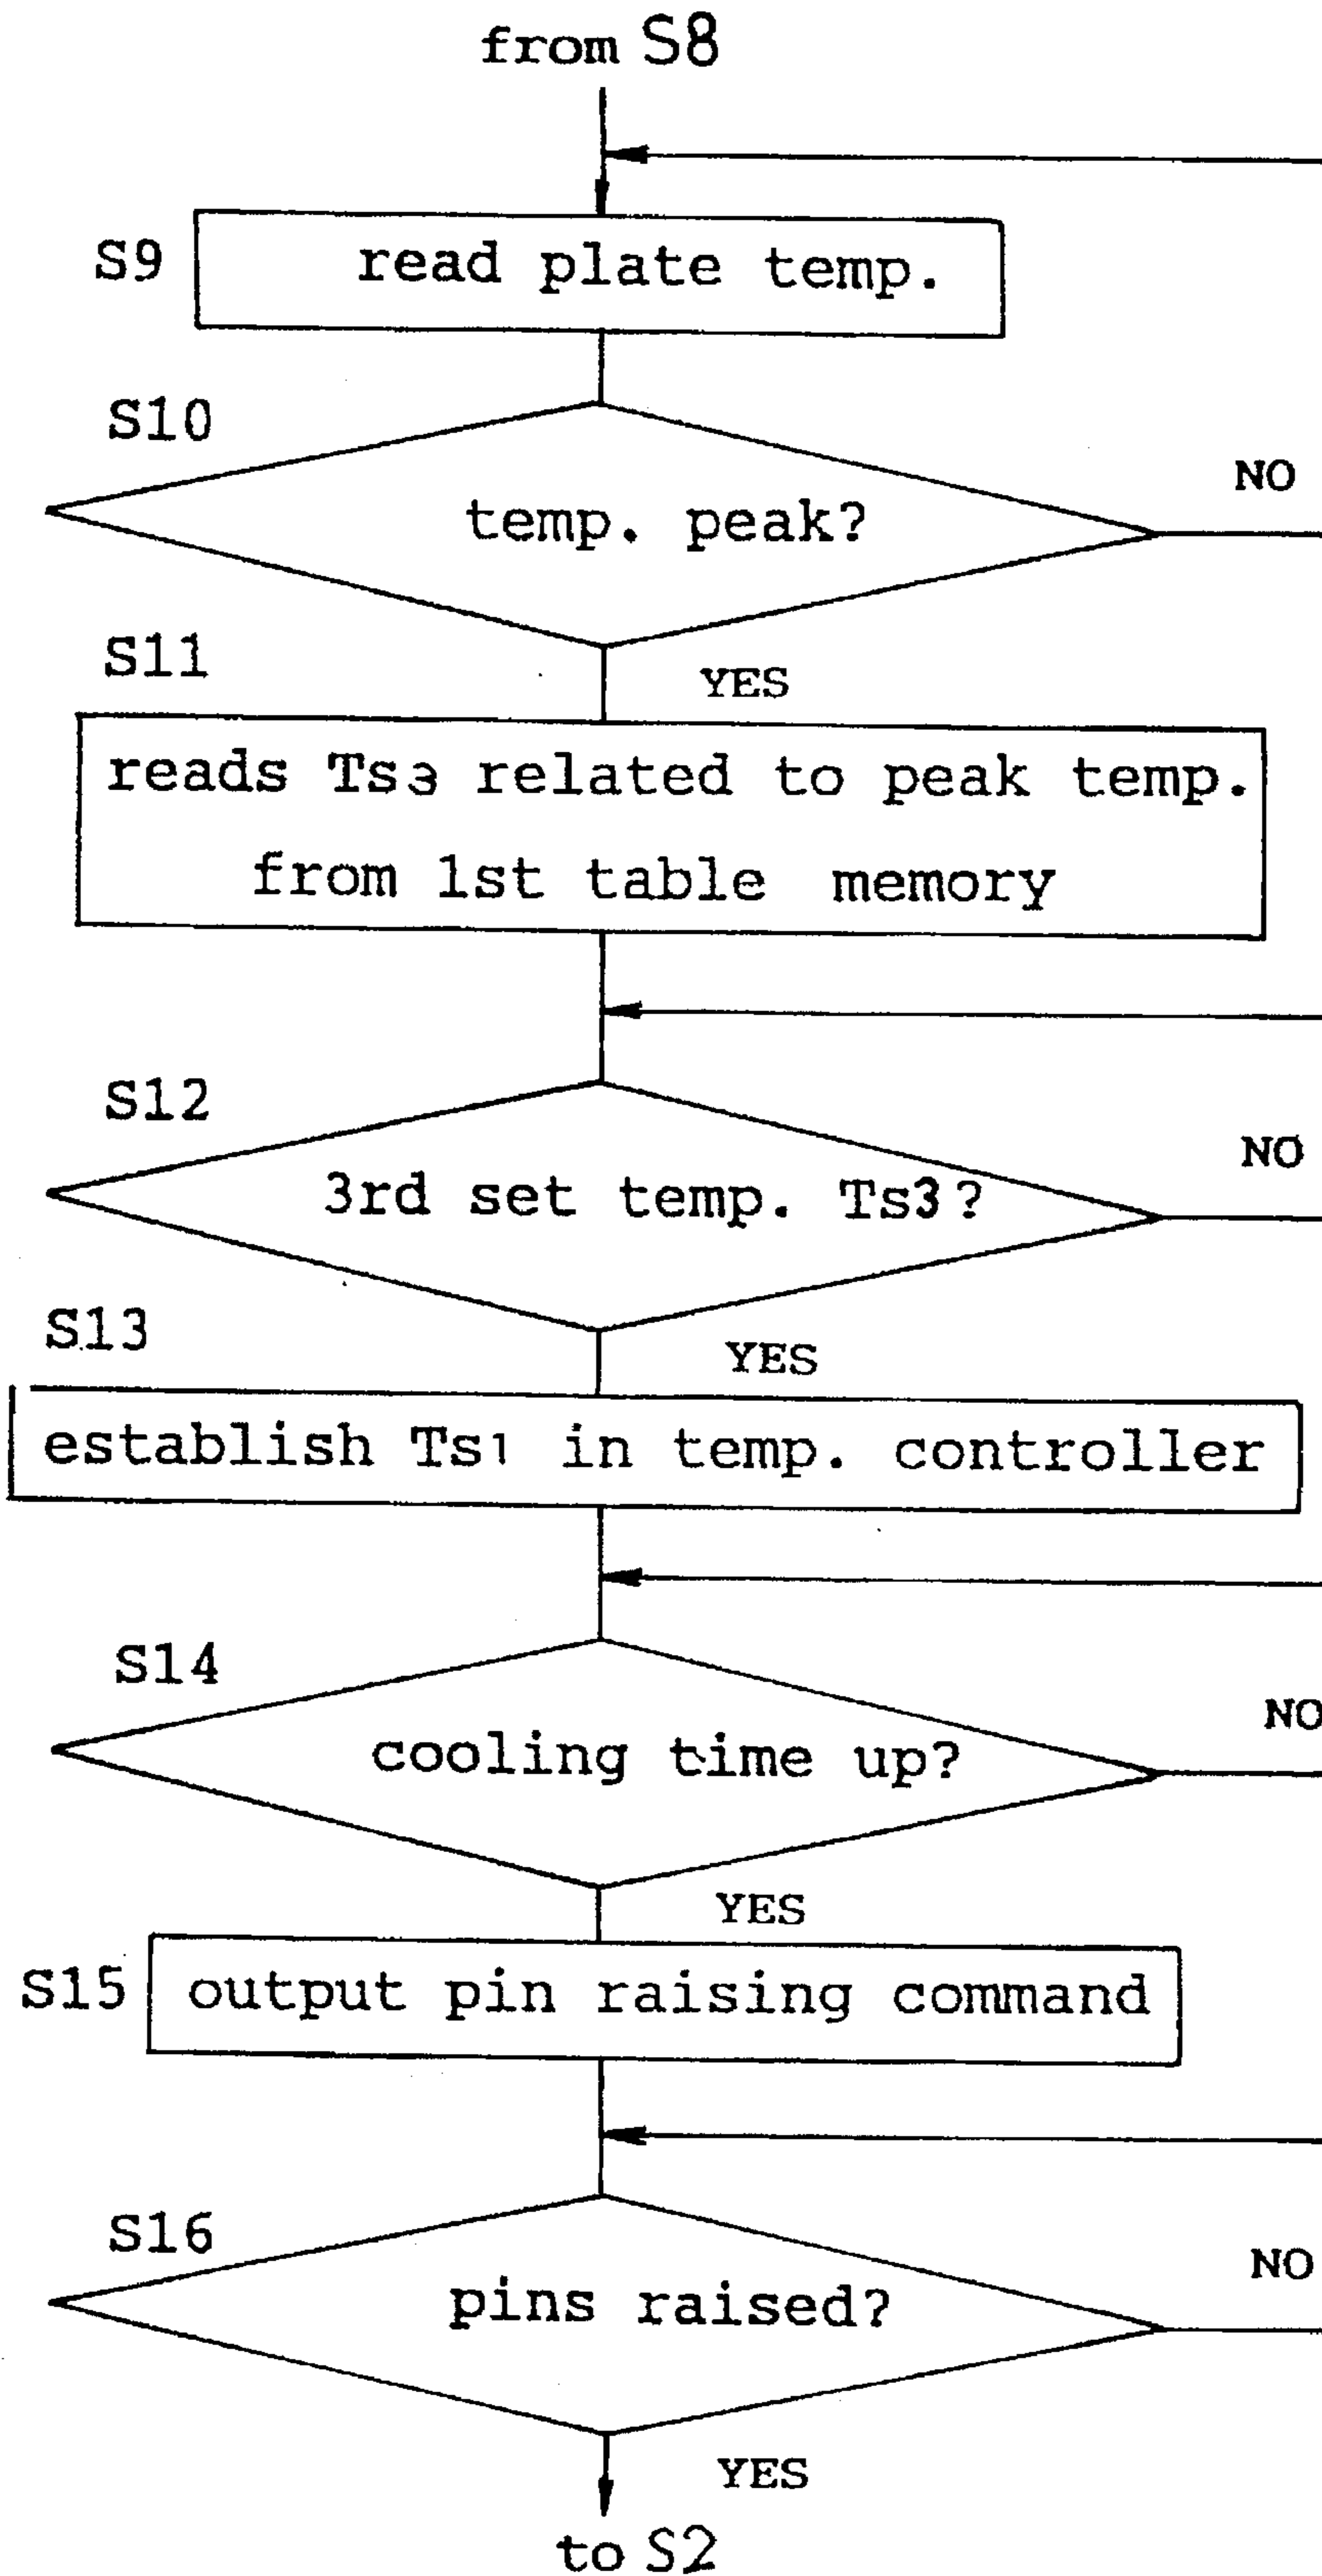 from S8
S9
read plate temp.
S10
NO
temp. peak?
S11
YES
reads Ts3 related to peak temp.
from 1st table memory
S12
NO
3rd set temp. Ts3?
S13
YES
establish Ts1 in temp. controller
S14
NO
cooling time up?
YES
S15
output pin raising command
S16
NO
pins raised?
YES
to S2